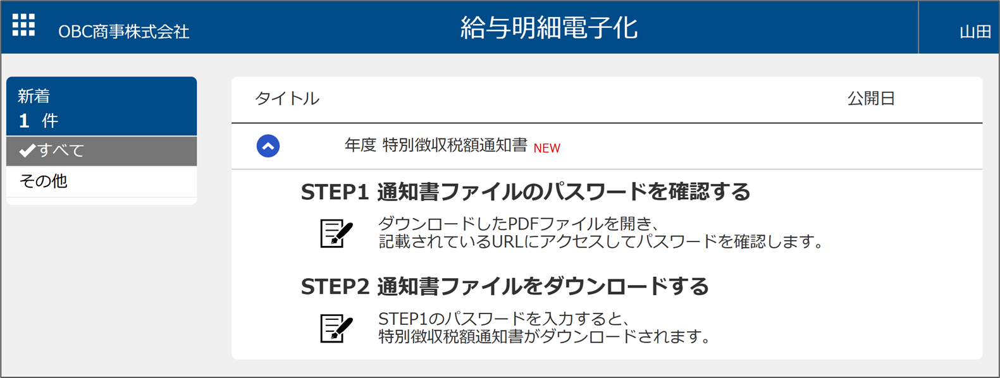 OBC商事株式会社
給与明細電子化
山田
新着
1 件
すべて
その他
タイトル 公開日
年度 特別徴収税額通知書 NEW
STEP1 通知書ファイルのパスワードを確認する
ダウンロードしたPDFファイルを開き、
記載されているURLにアクセスしてパスワードを確認します。
STEP2 通知書ファイルをダウンロードする
STEP1のパスワードを入力すると、
特別徴収税額通知書がダウンロードされます。